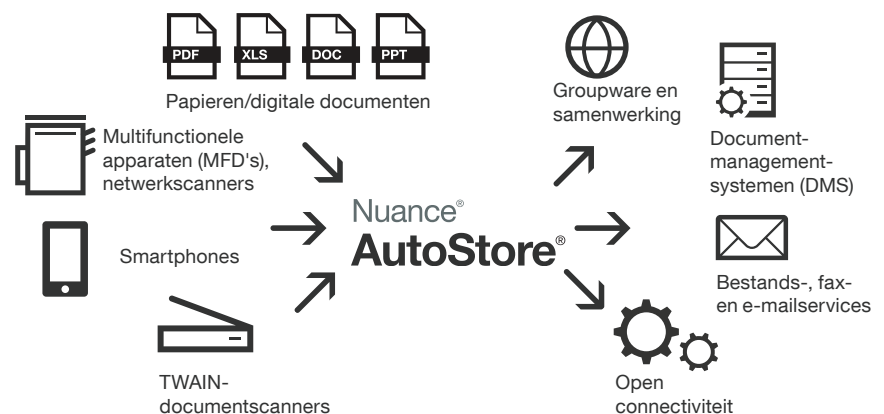 PDF
XLS
DOC
PPT
Papieren/digitale documenten
Multifunctionele
apparaten (MFD's),
netwerkscanners
Smartphones
TWAIN-
documentscanners
Nuance®
AutoStore®
Groupware en
samenwerking
Document-
management-
systemen (DMS)
Bestands-, fax-
en e-mailservices
Open
connectiviteit